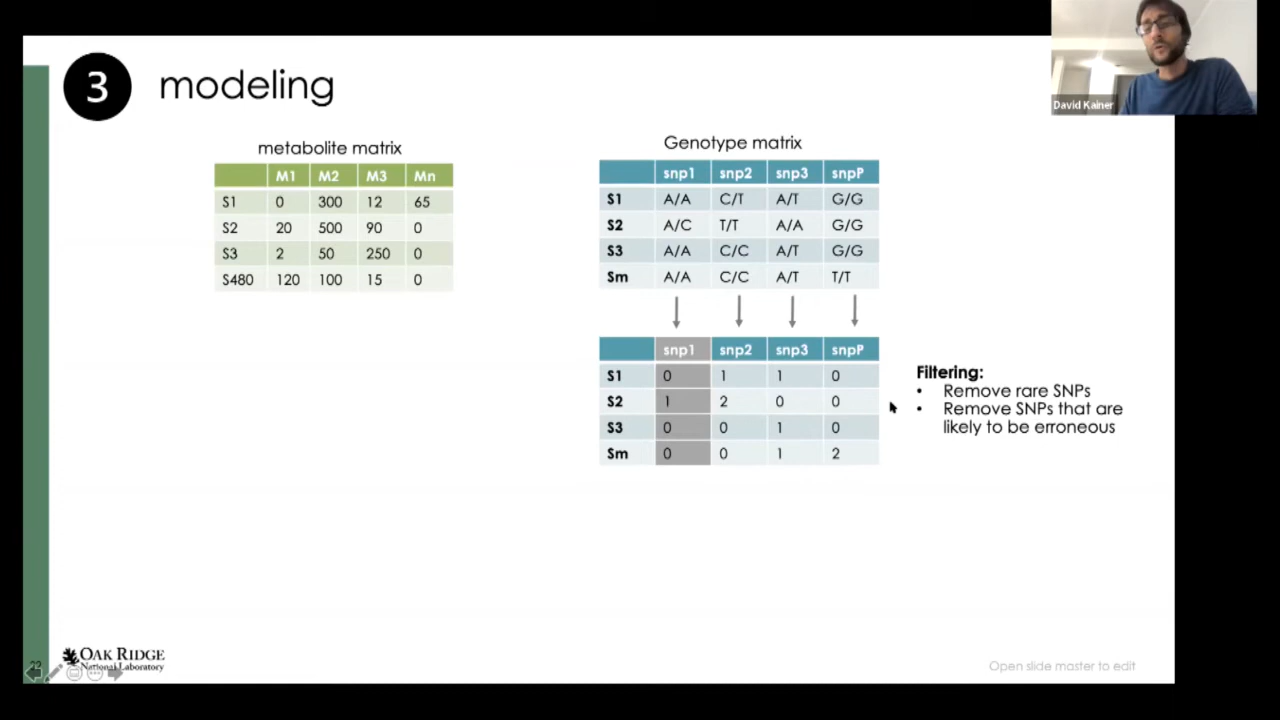 David Kainer
3 modeling
metabolite matrix
M1 M2 M3 Mn
S1 0 300 12 65
S2 20 500 90 0
S3 2 50 250 0
S480 120 100 15 0
Genotype matrix
snp1 snp2 snp3 snpP
S1 A/A C/T A/T G/G
S2 A/C T/T A/A G/G
S3 A/A C/C A/T G/G
Sm A/A C/C A/T T/T
snp1 snp2 snp3 snpP
S1 0 1 1 0
S2 1 2 0 0
S3 0 0 1 0
Sm 0 0 1 2
Filtering:
• Remove rare SNPs
• Remove SNPs that are
likely to be erroneous
OAK RIDGE
National Laboratory
22
Open slide master to edit